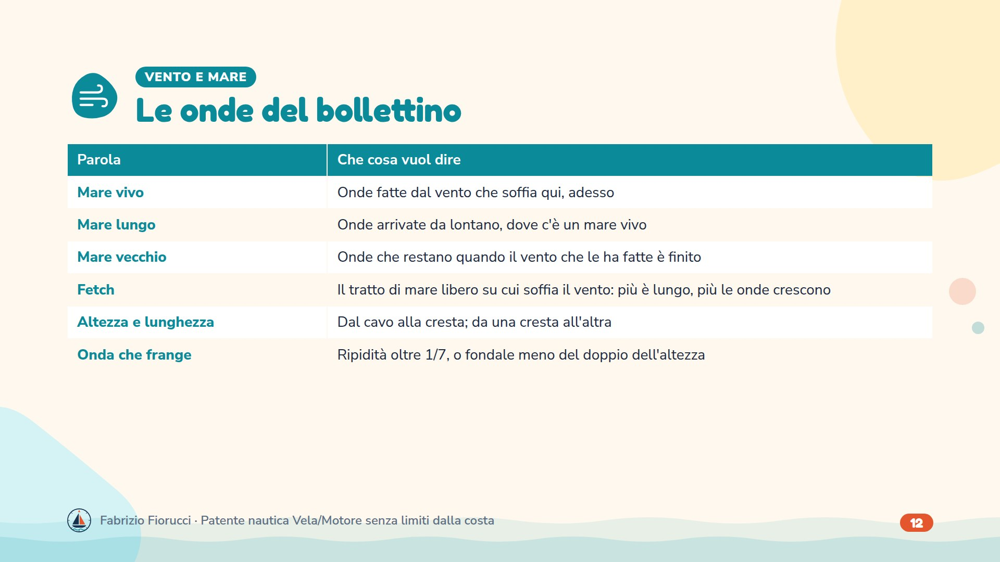 VENTO E MARE
Le onde del bollettino
Parola
Che cosa vuol dire
Mare vivo
Onde fatte dal vento che soffia qui, adesso
Mare lungo
Onde arrivate da lontano, dove c'è un mare vivo
Mare vecchio
Onde che restano quando il vento che le ha fatte è finito
Fetch
Il tratto di mare libero su cui soffia il vento: più è lungo, più le onde crescono
Altezza e lunghezza
Dal cavo alla cresta; da una cresta all'altra
Onda che frange
Ripidità oltre 1/7, o fondale meno del doppio dell'altezza
Fabrizio Fiorucci · Patente nautica Vela/Motore senza limiti dalla costa
12